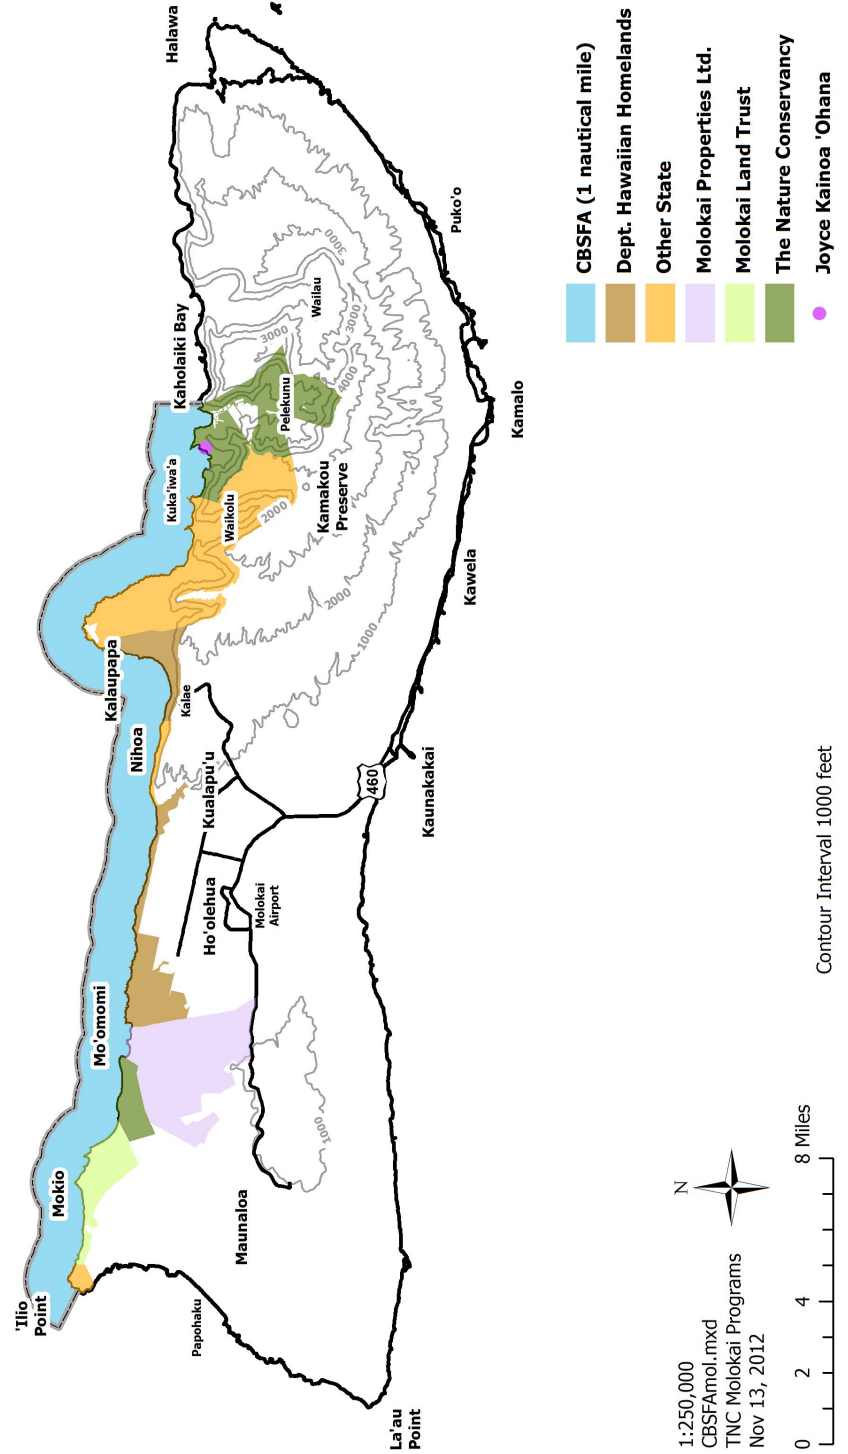 'Ilio
Point
Mokio
Mo'omomi
Nihoa
Kalaupapa
Kuka'iwa'a
Kaholaiki Bay
Halawa
Papohaku
Maunaloa
Ho'olehua
Molokai
Airport
Kualapu'u
Kalae
Waikolu
Pelekunu
Wailau
Kamakou
Preserve
La'au
Point
Kaunakakai
Kawela
Kamalo
Puko'o
460
1000
1000
2000
2000
3000
3000
3000
4000
CBSFA (1 nautical mile)
Dept. Hawaiian Homelands
Other State
Molokai Properties Ltd.
Molokai Land Trust
The Nature Conservancy
Joyce Kainoa 'Ohana
N
1:250,000
CBSFAmol.mxd
TNC Molokai Programs
Nov 13, 2012
0 2 4 8 Miles
Contour Interval 1000 feet